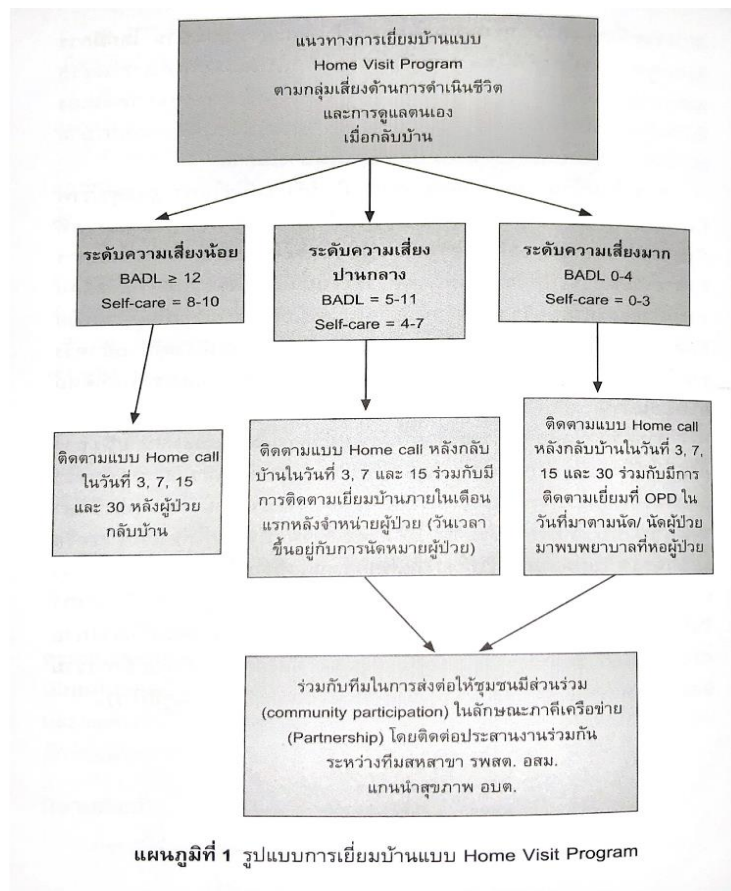 แนวทางการเยี่ยมบ้านแบบ
Home Visit Program
ตามกลุ่มเสี่ยงด้านการดำเนินชีวิต
และการดูแลตนเอง
เมื่อกลับบ้าน
ระดับความเสี่ยงน้อย
BADL ≥ 12
Self-care = 8-10
ระดับความเสี่ยง
ปานกลาง
BADL = 5-11
Self-care = 4-7
ระดับความเสี่ยงมาก
BADL 0-4
Self-care = 0-3
ติดตามแบบ Home call
ในวันที่ 3, 7, 15
และ 30 หลังผู้ป่วย
กลับบ้าน
ติดตามแบบ Home call หลังกลับ
บ้านในวันที่ 3, 7 และ 15 ร่วมกับมี
การติดตามเยี่ยมบ้านภายในเดือน
แรกหลังจำหน่ายผู้ป่วย (วันเวลา
ขึ้นอยู่กับการนัดหมายผู้ป่วย)
ติดตามแบบ Home call
หลังกลับบ้านในวันที่ 3, 7,
15 และ 30 ร่วมกับมีการ
ติดตามเยี่ยมที่ OPD ใน
วันที่มาตามนัด/ นัดผู้ป่วย
มาพบพยาบาลที่หอผู้ป่วย
ร่วมกับทีมในการส่งต่อให้ชุมชนมีส่วนร่วม
(community participation) ในลักษณะภาคีเครือข่าย
(Partnership) โดยติดต่อประสานงานร่วมกัน
ระหว่างทีมสหสาขา รพสต. อสม.
แกนนำสุขภาพ อบต.
แผนภูมิที่ 1 รูปแบบการเยี่ยมบ้านแบบ Home Visit Program